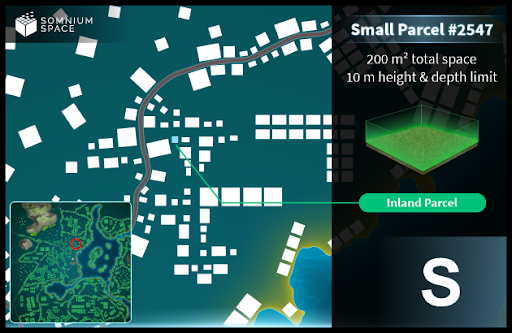 SOMNIUM
SPACE
Small Parcel #2547
200 m² total space
10 m height & depth limit
Inland Parcel
S